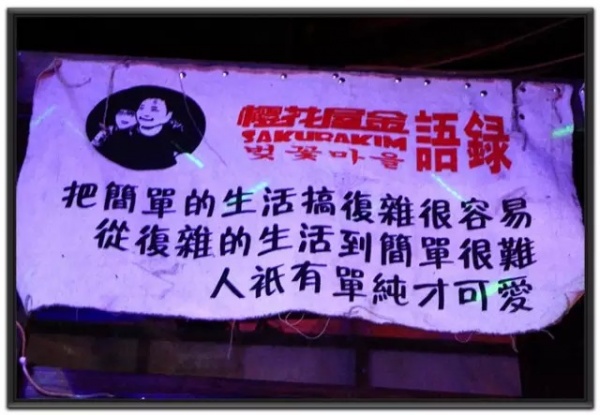 櫻花屋金 語録
SAKURAKIM
벚꽃마을
把簡單的生活搞復雜很容易
從復雜的生活到簡單很難
人祇有單純才可愛